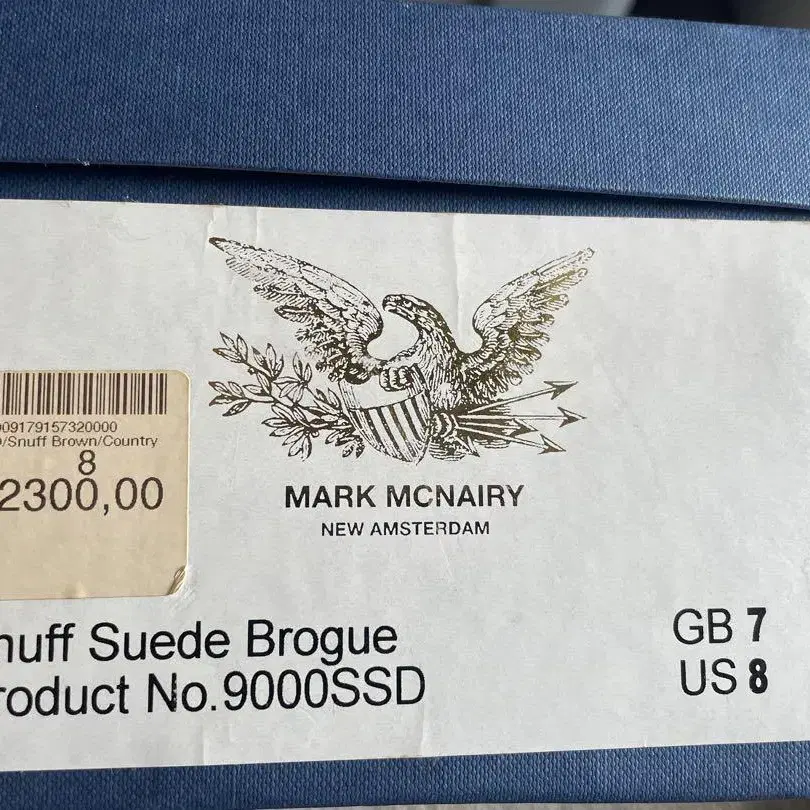 MARK MCNAIRY
NEW AMSTERDAM
009179157320000
/Snuff Brown/Country
8
2300,00
nuff Suede Brogue
roduct No.9000SSD
GB 7
US 8